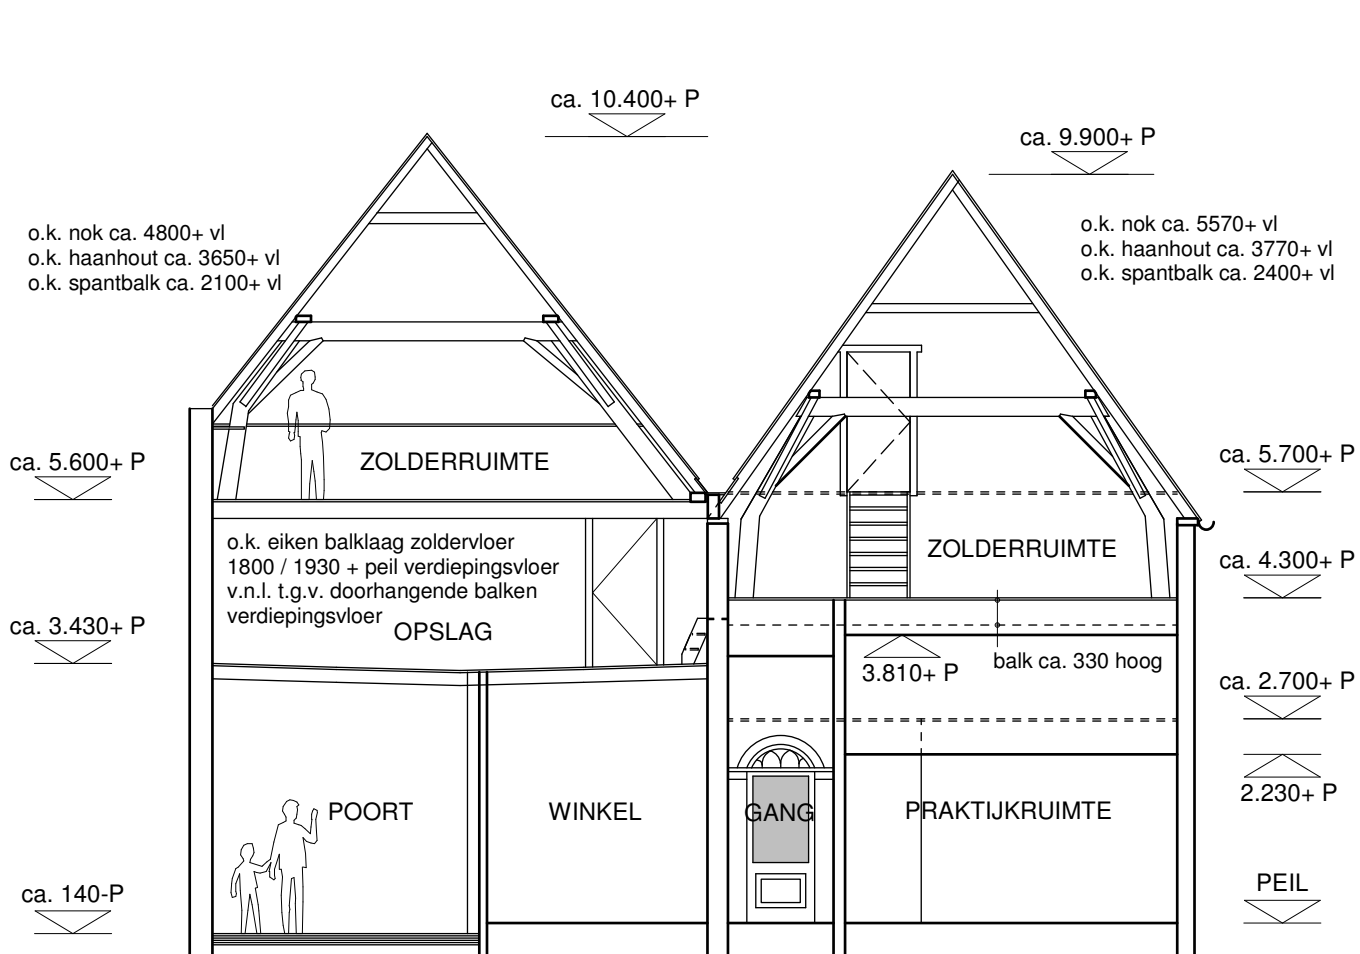 ca. 10.400+ P
ca. 9.900+ P
o.k. nok ca. 4800+ vl
o.k. haanhout ca. 3650+ vl
o.k. spantbalk ca. 2100+ vl
o.k. nok ca. 5570+ vl
o.k. haanhout ca. 3770+ vl
o.k. spantbalk ca. 2400+ vl
ca. 5.600+ P
ZOLDERRUIMTE
ca. 5.700+ P
o.k. eiken balklaag zoldervloer
1800 / 1930 + peil verdiepingsvloer
v.n.l. t.g.v. doorhangende balken
verdiepingsvloer
OPSLAG
ZOLDERRUIMTE
ca. 4.300+ P
ca. 3.430+ P
3.810+ P
balk ca. 330 hoog
ca. 2.700+ P
2.230+ P
POORT
WINKEL
GANG
PRAKTIJKRUIMTE
ca. 140-P
PEIL